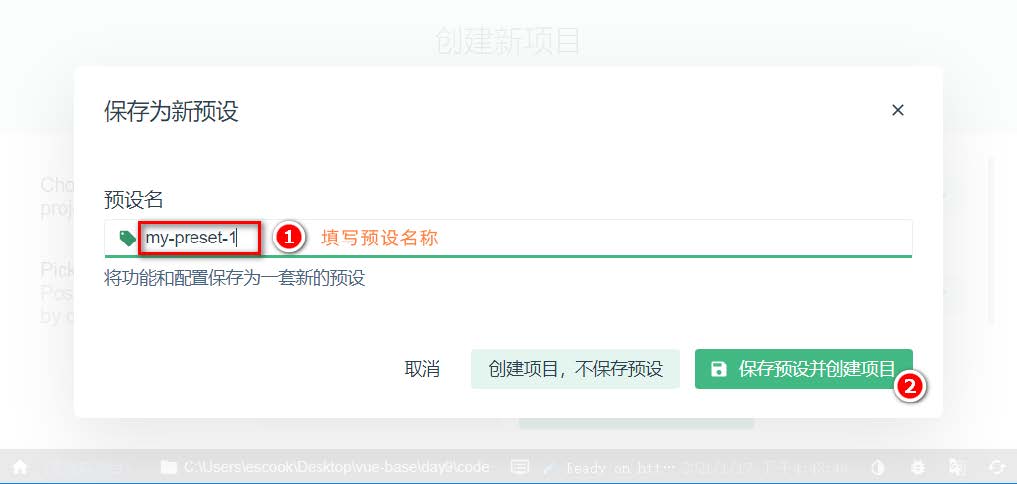 创建新项目
保存为新预设
预设名
my-preset-1
1
填写预设名称
将功能和配置保存为一套新的预设
取消
创建项目，不保存预设
保存预设并创建项目
2
Cho
proj
Pick
Pos
C:\Users\escook\Desktop\vue-base\day9\code
Ready on htt…